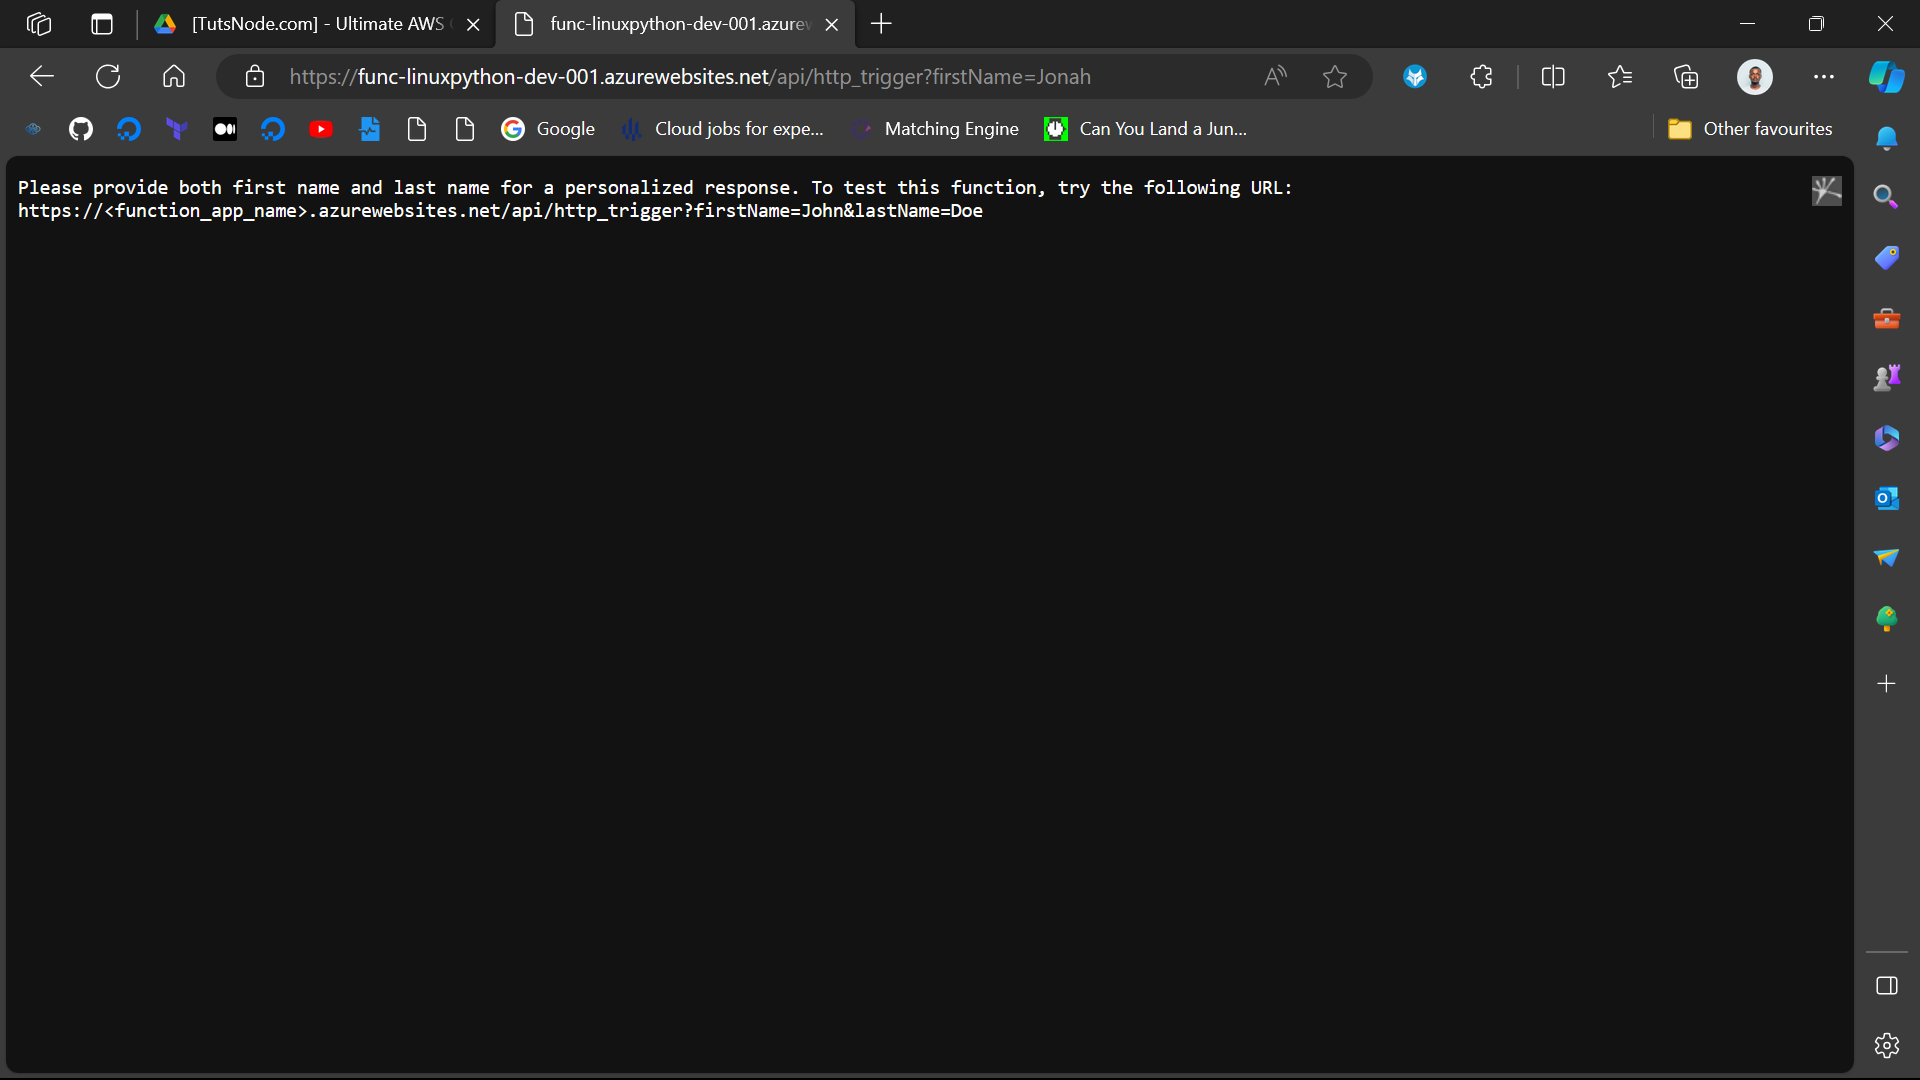 [TutsNode.com] - Ultimate AWS
func-linuxpython-dev-001.azurew
https://func-linuxpython-dev-001.azurewebsites.net/api/http_trigger?firstName=Jonah
Google
Cloud jobs for expe...
Matching Engine
Can You Land a Jun...
Other favourites
Please provide both first name and last name for a personalized response. To test this function, try the following URL:
https://<function_app_name>.azurewebsites.net/api/http_trigger?firstName=John&lastName=Doe